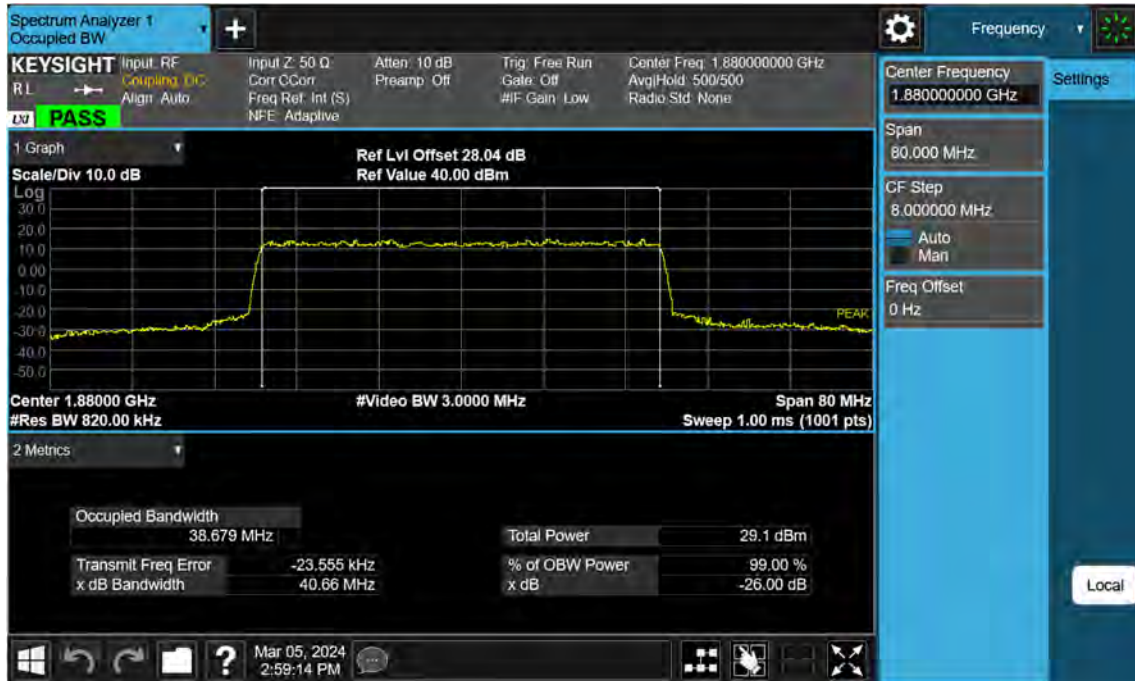 Spectrum Analyzer 1
Occupied BW
+
Frequency
KEYSIGHT Input: RF Input Z: 50 Ω Atten: 10 dB Trig: Free Run Center Freq: 1.880000000 GHz
RL Coupling: DC Corr CCorr Preamp: Off Gate: Off Avg|Hold: 500/500
Align: Auto Freq Ref: Int (S) #IF Gain: Low Radio Std: None
LXI PASS NFE: Adaptive
Center Frequency
1.880000000 GHz
Settings
Span
80.000 MHz
CF Step
8.000000 MHz
Auto
Man
Freq Offset
0 Hz
1 Graph
Ref Lvl Offset 28.04 dB
Scale/Div 10.0 dB Ref Value 40.00 dBm
Log
30.0
20.0
10.0
0.00
-10.0
-20.0
-30.0
-40.0
-50.0
PEAK
Center 1.88000 GHz #Video BW 3.0000 MHz Span 80 MHz
#Res BW 820.00 kHz Sweep 1.00 ms (1001 pts)
2 Metrics
Occupied Bandwidth
38.679 MHz
Total Power 29.1 dBm
Transmit Freq Error -23.555 kHz % of OBW Power 99.00 %
x dB Bandwidth 40.66 MHz x dB -26.00 dB
Local
? Mar 05, 2024
2:59:14 PM